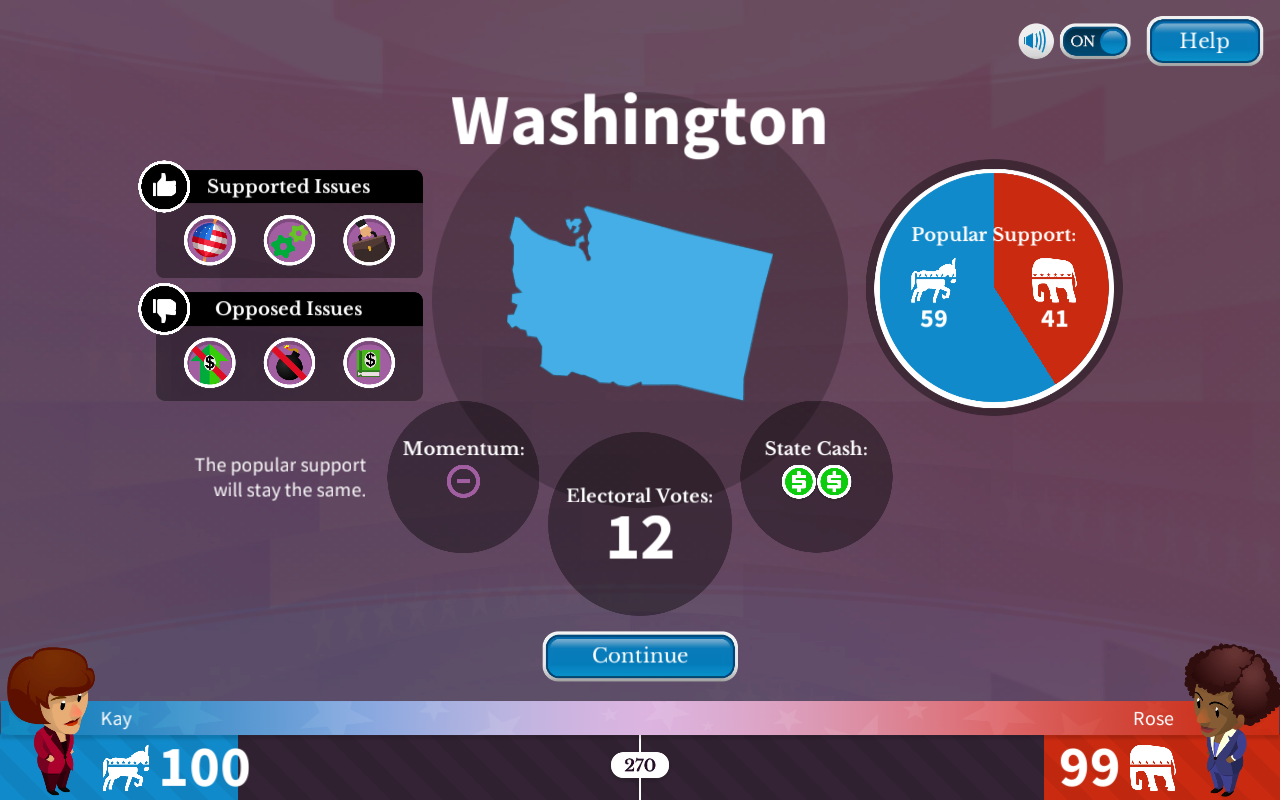 ON
Help
Washington
Supported Issues
Opposed Issues
$
$
Popular Support:
59
41
The popular support
will stay the same.
Momentum:
Electoral Votes:
12
State Cash:
$ $
Continue
Kay
Rose
100
270
99